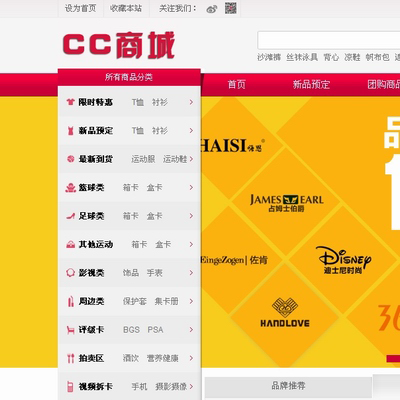 设为首页 收藏本站 关注我们：
CC商城
沙滩裤 丝袜泳具 背心 凉鞋 帆布包
所有商品分类 首页 新品预定 团购商品
限时特惠 T恤 衬衫
新品预定 T恤 衬衫
最新到货 运动服 运动鞋
篮球类 箱卡 盒卡
足球类 箱卡 盒卡
其他运动 箱卡 盒卡
影视类 饰品 手表
周边类 保护套 集卡册
评级卡 BGS PSA
拍卖区 酒饮 营养健康
视频拆卡 手机 摄影摄像
HAISI
JAMES EARL
占姆士伯爵
EingeZogen 佐肯
Disney
迪士尼时尚
HANDLOVE
品
36
品牌推荐